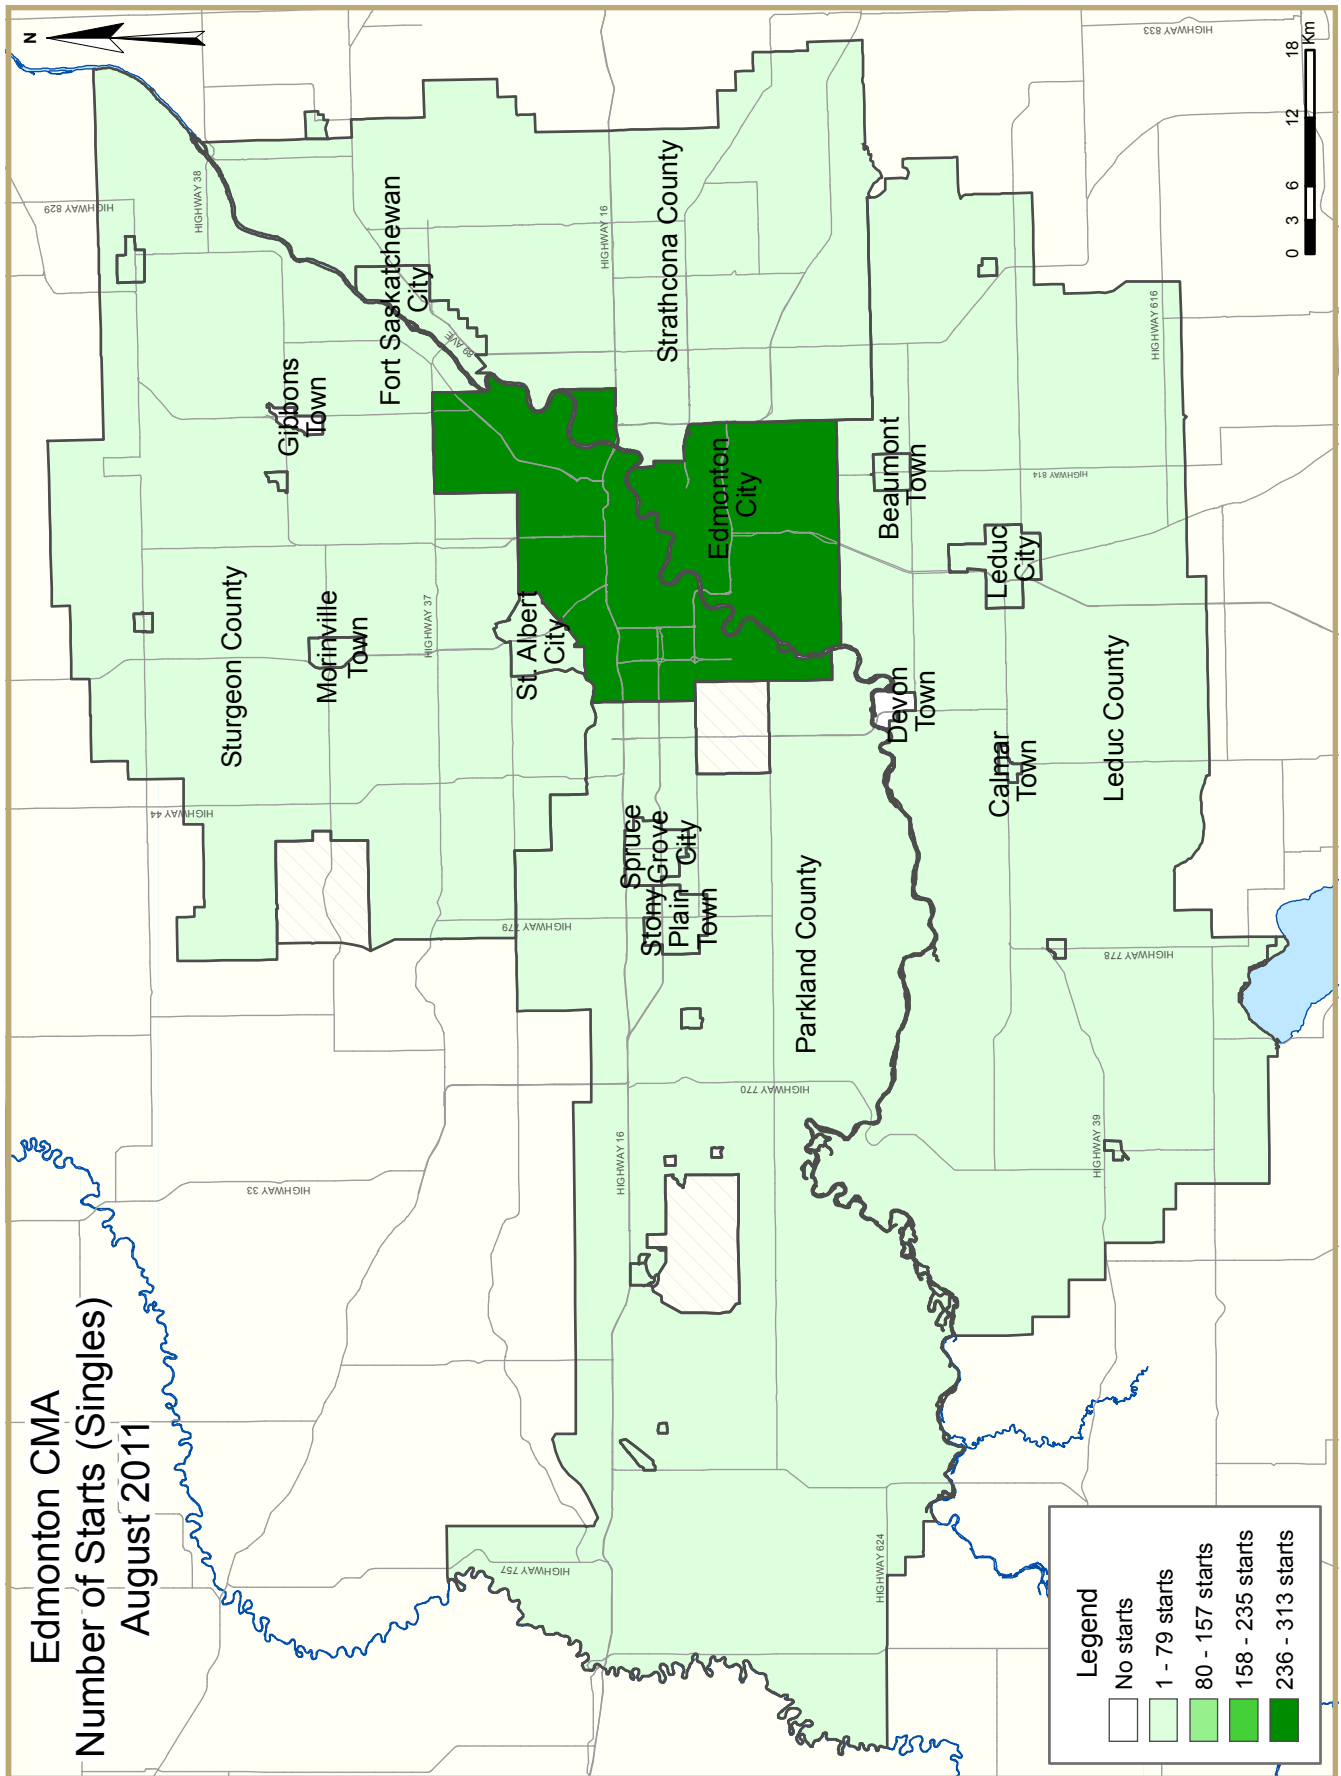 Edmonton CMA
Number of Starts (Singles)
August 2011
N
HIGHWAY 829
HIGHWAY 38
HIGHWAY 833
Fort Saskatchewan
City
89 AVE
Gibbons
Town
HIGHWAY 16
Strathcona County
Sturgeon County
Morinville
Town
HIGHWAY 37
HIGHWAY 44
St. Albert
City
Edmonton
City
Beaumont
Town
HIGHWAY 814
HIGHWAY 616
Leduc
City
Devon
Town
Calmar
Town
Leduc County
Spruce
Grove
City
Stony
Plain
Town
HIGHWAY 779
Parkland County
HIGHWAY 778
HIGHWAY 770
HIGHWAY 39
HIGHWAY 16
HIGHWAY 33
HIGHWAY 757
HIGHWAY 624
Legend
No starts
1 - 79 starts
80 - 157 starts
158 - 235 starts
236 - 313 starts
0 3 6 12 18
Km